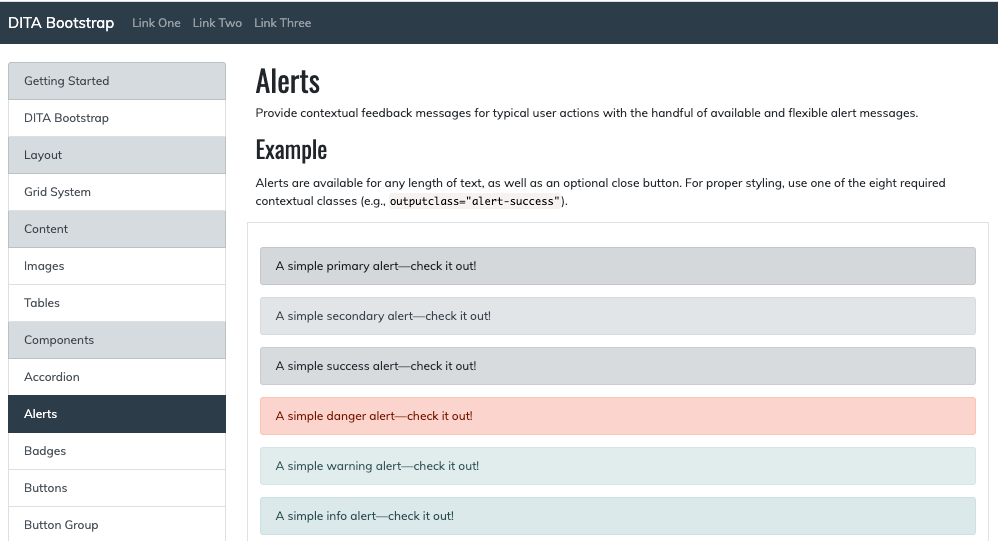 DITA Bootstrap Link One Link Two Link Three
Getting Started
DITA Bootstrap
Layout
Grid System
Content
Images
Tables
Components
Accordion
Alerts
Badges
Buttons
Button Group
Alerts
Provide contextual feedback messages for typical user actions with the handful of available and flexible alert messages.
Example
Alerts are available for any length of text, as well as an optional close button. For proper styling, use one of the eight required
contextual classes (e.g., outputclass="alert-success").
A simple primary alert—check it out!
A simple secondary alert—check it out!
A simple success alert—check it out!
A simple danger alert—check it out!
A simple warning alert—check it out!
A simple info alert—check it out!